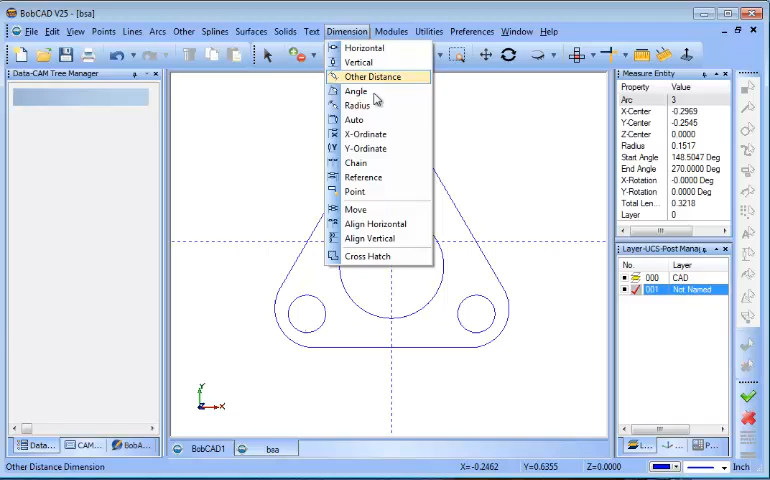 BobCAD V25 - [bsa]
File Edit View Points Lines Arcs Other Splines Surfaces Solids Text Dimension Modules Utilities Preferences Window Help
Data-CAM Tree Manager
Horizontal
Vertical
Other Distance
Angle
Radius
Auto
X-Ordinate
Y-Ordinate
Chain
Reference
Point
Move
Align Horizontal
Align Vertical
Cross Hatch
Y
Z
X
Measure Entity
Property Value
Arc 3
X-Center -0.2969
Y-Center -0.2545
Z-Center 0.0000
Radius 0.1517
Start Angle 148.5047 Deg
End Angle 270.0000 Deg
X-Rotation -0.0000 Deg
Y-Rotation 0.0000 Deg
Total Len... 0.3218
Layer 0
Layer-UCS-Post Manag
No. Layer
000 CAD
001 Not Named
Data... CAM... BobA...
BobCAD1 bsa
L... ... P...
Other Distance Dimension X=-0.2462 Y=0.6355 Z=0.0000 Inch